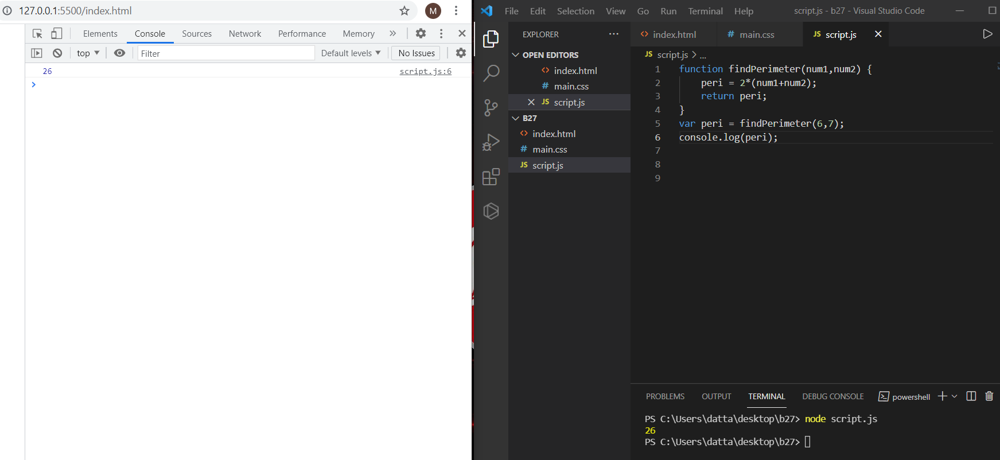 127.0.0.1:5500/index.html
M
Elements Console Sources Network Performance Memory
top Filter Default levels No Issues
26 script.js:6
File Edit Selection View Go Run Terminal Help script.js - b27 - Visual Studio Code
EXPLORER
OPEN EDITORS
<> index.html
# main.css
JS script.js
B27
<> index.html
# main.css
JS script.js
<> index.html # main.css JS script.js
JS script.js > ...
1 function findPerimeter(num1,num2) {
2 peri = 2*(num1+num2);
3 return peri;
4 }
5 var peri = findPerimeter(6,7);
6 console.log(peri);
7
8
9
PROBLEMS OUTPUT TERMINAL DEBUG CONSOLE powershell
PS C:\Users\datta\desktop\b27> node script.js
26
PS C:\Users\datta\desktop\b27>